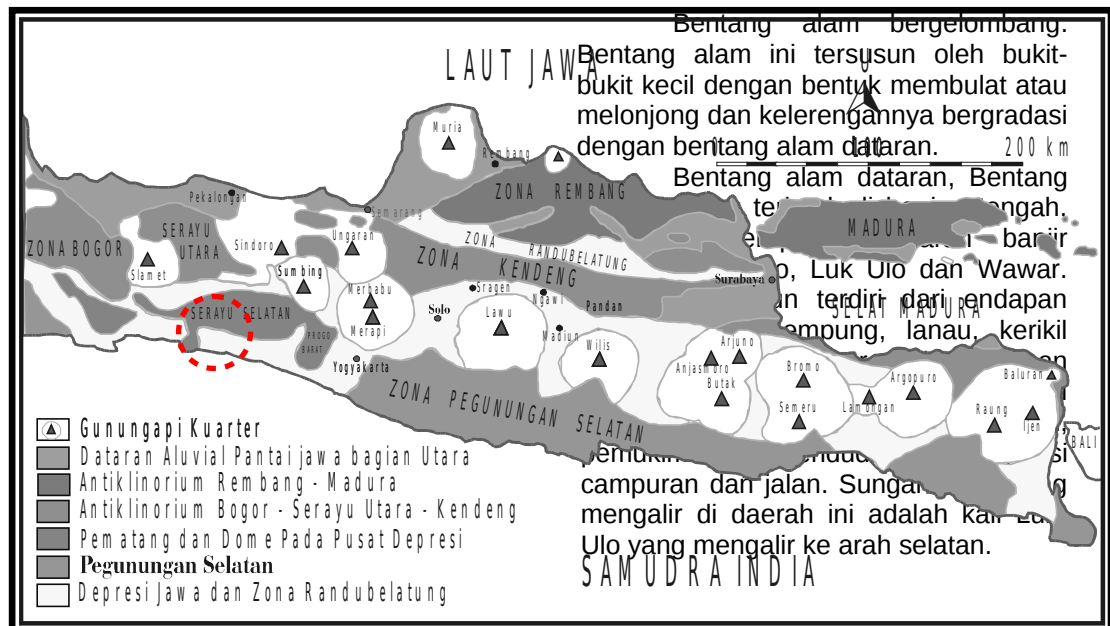 Bentang alam bergelombang.
Bentang alam ini tersusun oleh bukit-
bukit kecil dengan bentuk membulat atau
melonjong dan kelerengannya bergradasi
dengan bentang alam dataran.
Bentang alam dataran, Bentang
banjir
Luk Ulo dan Wawar.
terdiri dari endapan
lanau, kerikil
campuran dan jalan.
mengalir di daerah ini adalah kali
Ulo yang mengalir ke arah selatan.
LAUT JAWA
U
0 100 200 km
Muria
Rembang
Pekalongan
Semarang
ZONA REMBANG
MADURA
ZONA BOGOR
SERAYU
UTARA
Sindoro
Ungaran
ZONA RANDUBELATUNG
ZONA KENDENG
Slamet
Sumbing
Surabaya
SELAT MADURA
Merbabu
Sragen
Ngawi
Pandan
SERAYU SELATAN
Solo
Lawu
Merapi
PROGO
BARAT
Madiun
Wilis
Arjuno
Anjasmoro
Butak
Bromo
Argopuro
Baluran
Yogyakarta
Semeru
Lamongan
Raung
Ijen
ZONA PEGUNUNGAN SELATAN
BALI
SAMUDRA INDIA
Gunungapi Kuarter
Dataran Aluvial Pantai jawa bagian Utara
Antiklinorium Rembang - Madura
Antiklinorium Bogor - Serayu Utara - Kendeng
Pematang dan Dome Pada Pusat Depresi
Pegunungan Selatan
Depresi Jawa dan Zona Randubelatung